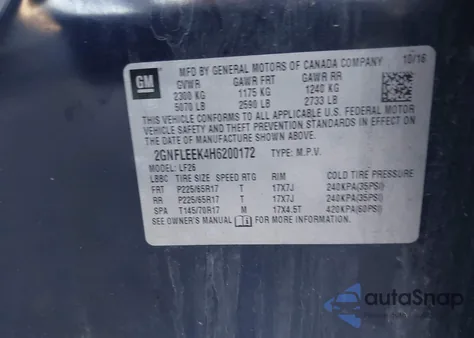 GM
MFD BY GENERAL MOTORS OF CANADA COMPANY 10/16
GVWR GAWR FRT GAWR RR
2300 KG 1175 KG 1240 KG
5070 LB 2590 LB 2733 LB
THIS VEHICLE CONFORMS TO ALL APPLICABLE U.S. FEDERAL MOTOR
VEHICLE SAFETY AND THEFT PREVENTION STANDARDS IN EFFECT ON
THE DATE OF MANUFACTURE SHOWN ABOVE.
2GNFLEEK4H6200172 TYPE: M.P.V.
MODEL: LF26
LBBC TIRE SIZE SPEED RTG RIM COLD TIRE PRESSURE
FRT P225/65R17 T 17X7J 240KPA(35PSI)
RR P225/65R17 T 17X7J 240KPA(35PSI)
SPA T145/70R17 M 17X4.5T 420KPA(60PSI)
SEE OWNER'S MANUAL FOR MORE INFORMATION
autoSnap